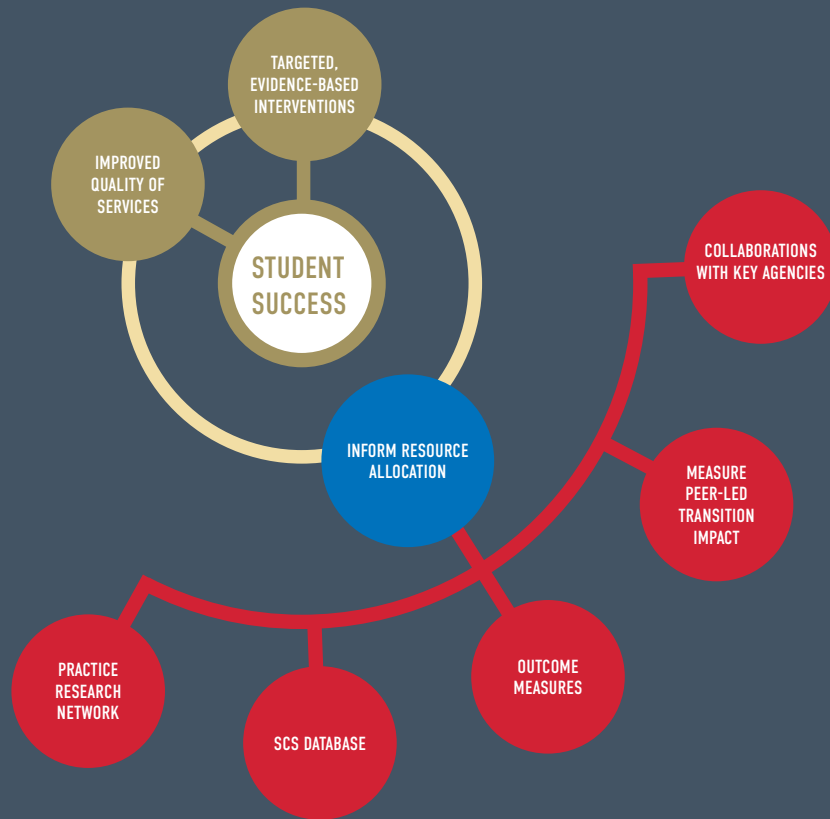 TARGETED,
EVIDENCE-BASED
INTERVENTIONS
IMPROVED
QUALITY OF
SERVICES
STUDENT
SUCCESS
COLLABORATIONS
WITH KEY AGENCIES
INFORM RESOURCE
ALLOCATION
MEASURE
PEER-LED
TRANSITION
IMPACT
OUTCOME
MEASURES
PRACTICE
RESEARCH
NETWORK
SCS DATABASE